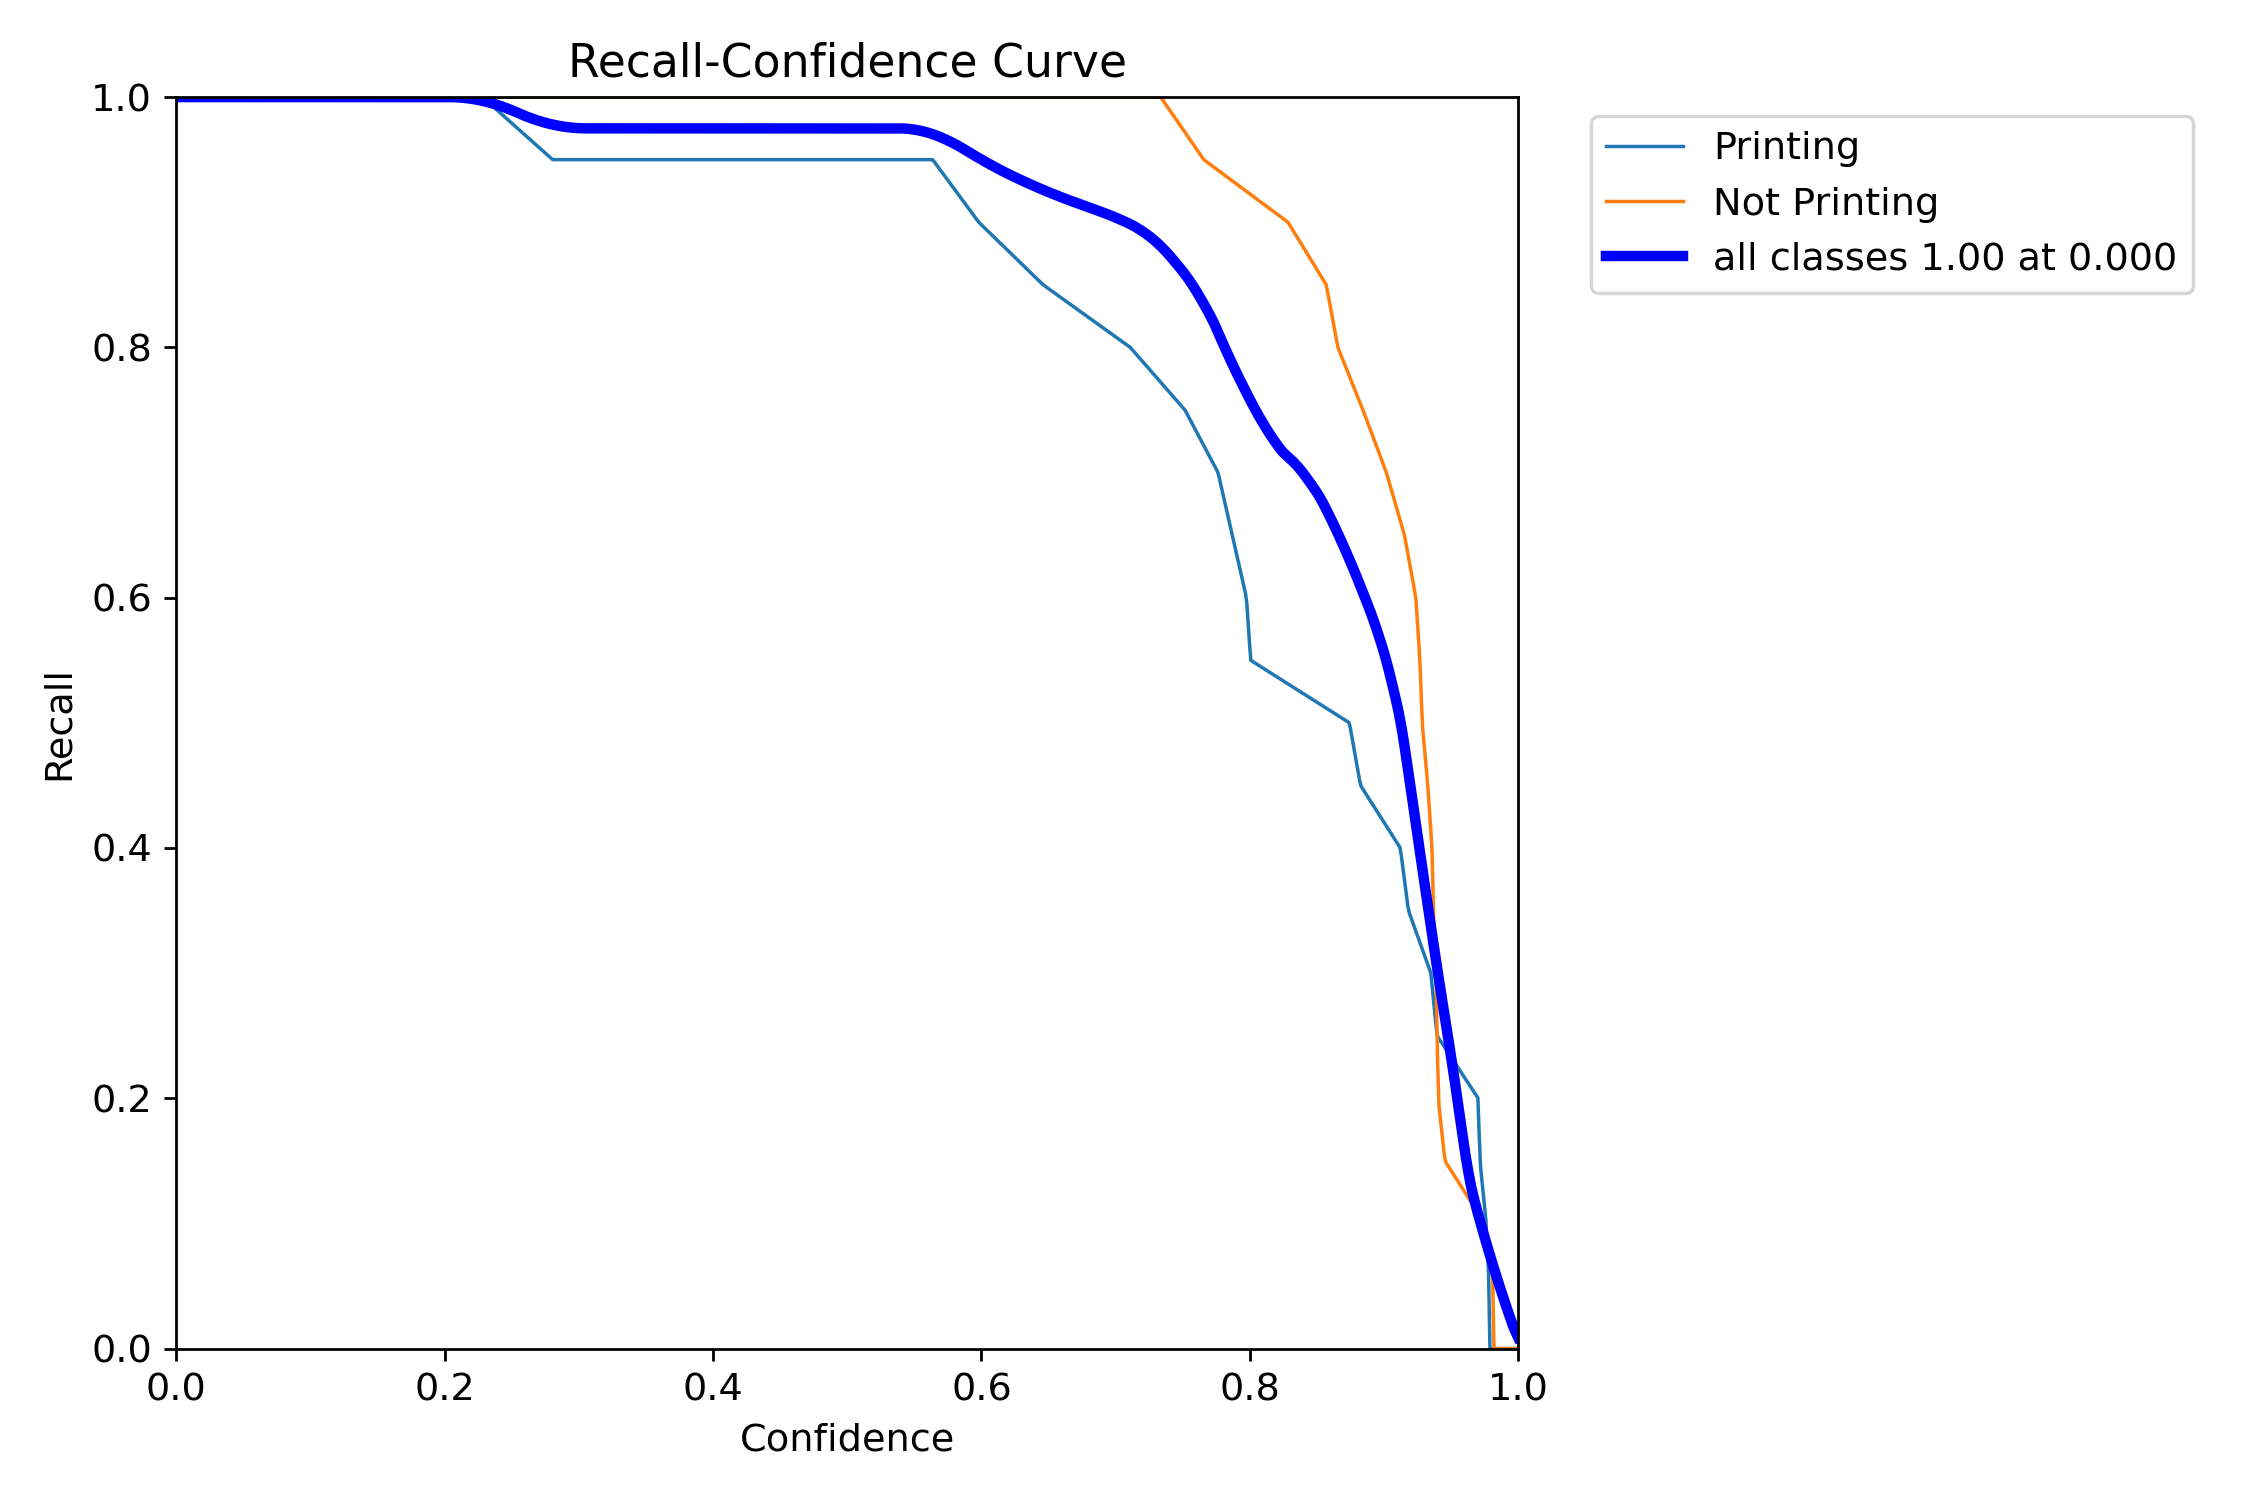 Recall-Confidence Curve
Printing
Not Printing
all classes 1.00 at 0.000
1.0
0.8
0.6
0.4
0.2
0.0
Recall
0.0 0.2 0.4 0.6 0.8 1.0
Confidence